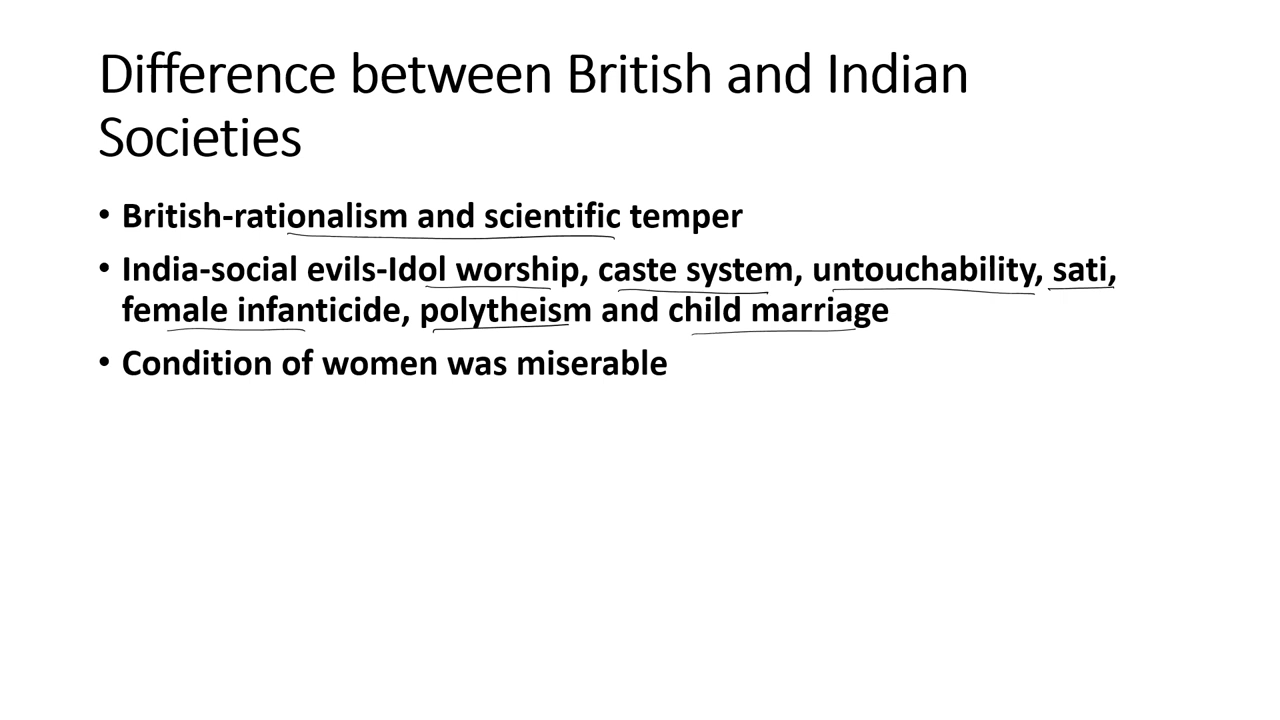 Difference between British and Indian
Societies
• British-rationalism and scientific temper
• India-social evils-Idol worship, caste system, untouchability, sati,
female infanticide, polytheism and child marriage
• Condition of women was miserable